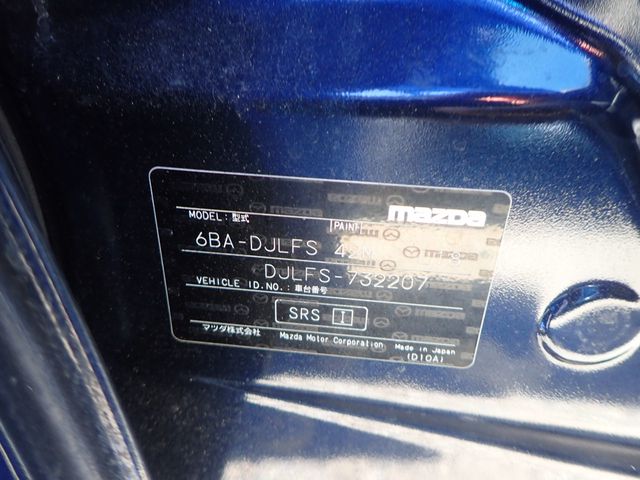 mazda
MODEL: 型式 PAINT
6BA-DJLFS
DJLFS-732207
VEHICLE ID.NO.: 車台番号
SRS I
マツダ株式会社 Mazda Motor Corporation Made in Japan
(D10A)